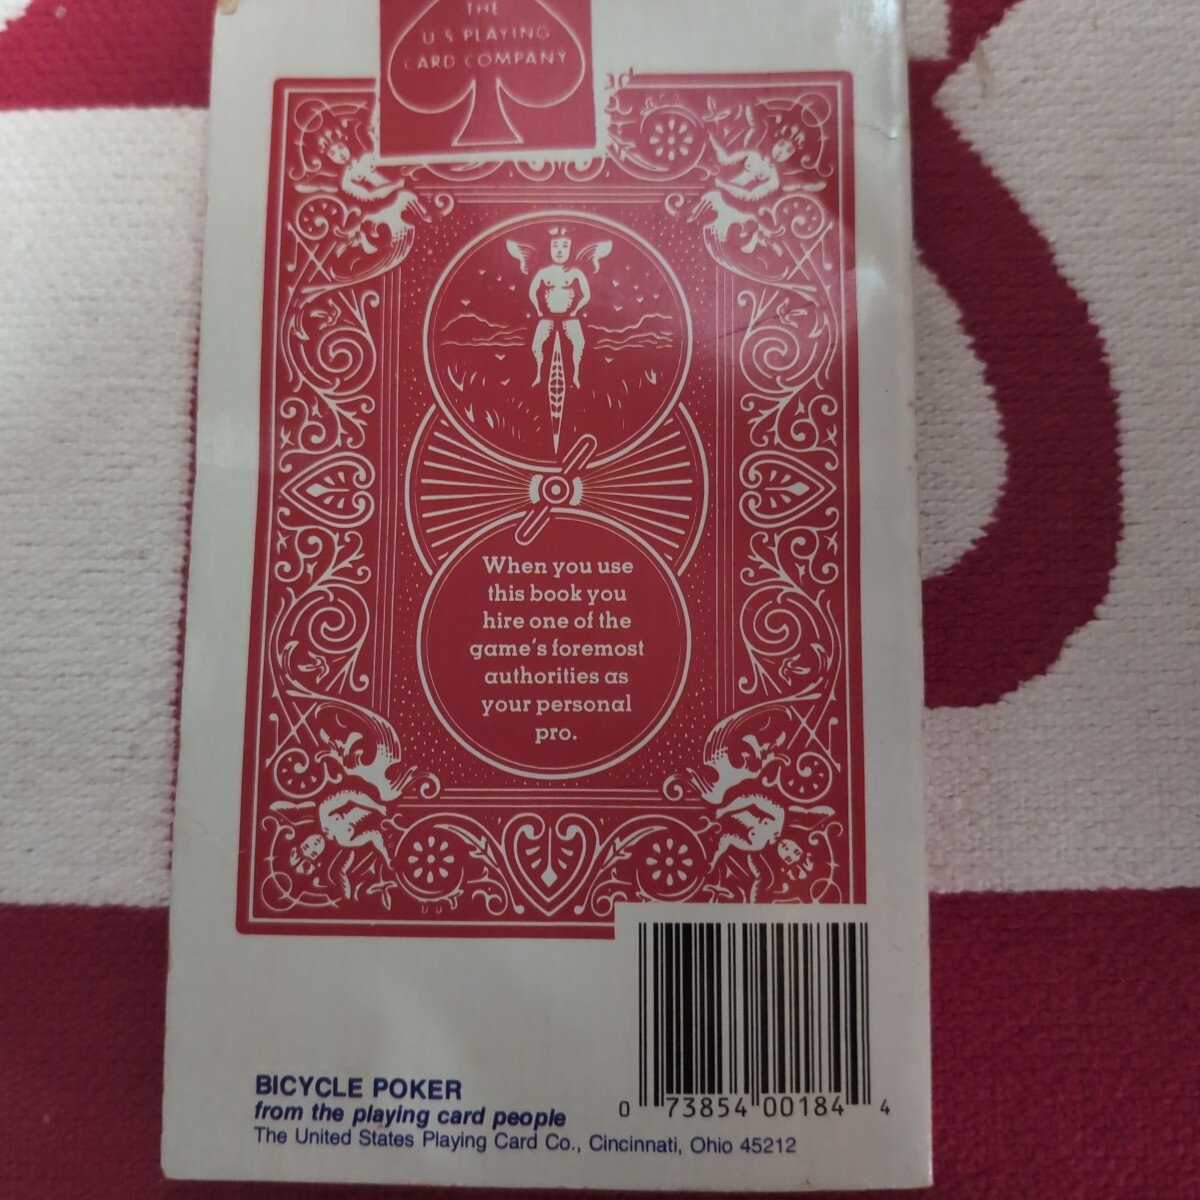 THE
U S PLAYING
CARD COMPANY
When you use
this book you
hire one of the
game's foremost
authorities as
your personal
pro.
BICYCLE POKER
from the playing card people
The United States Playing Card Co., Cincinnati, Ohio 45212
0 73854 00184 4